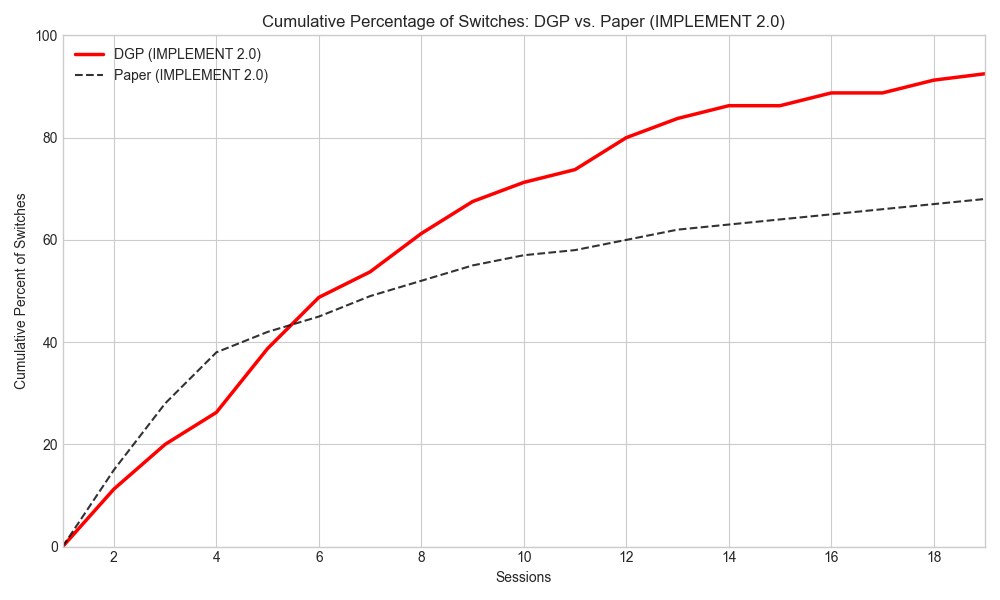 Cumulative Percentage of Switches: DGP vs. Paper (IMPLEMENT 2.0)
DGP (IMPLEMENT 2.0)
Paper (IMPLEMENT 2.0)
Cumulative Percent of Switches
100
80
60
40
20
0
2 4 6 8 10 12 14 16 18
Sessions